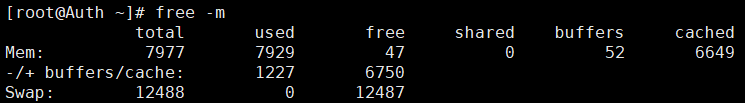 [root@Auth ~]# free -m
             total       used       free     shared    buffers     cached
Mem:          7977       7929         47          0         52       6649
-/+ buffers/cache:       1227       6750
Swap:        12488          0      12487